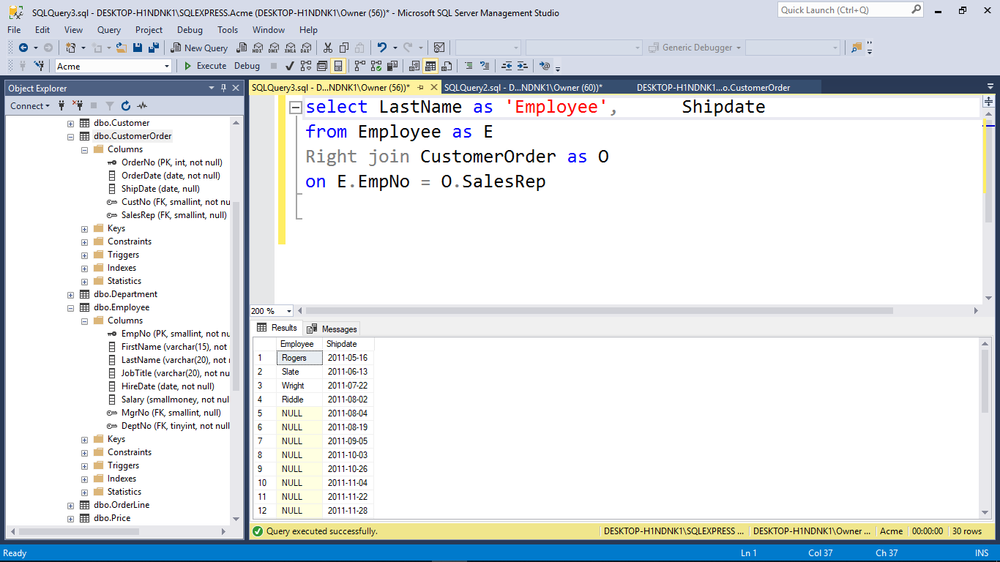 SQLQuery3.sql - DESKTOP-H1NDNK1\SQLEXPRESS.Acme (DESKTOP-H1NDNK1\Owner (56))* - Microsoft SQL Server Management Studio
Quick Launch (Ctrl+Q)
File Edit View Query Project Debug Tools Window Help
New Query MDX DMX XMLA DAX Generic Debugger
Acme Execute Debug
Object Explorer
Connect
dbo.Customer
dbo.CustomerOrder
Columns
OrderNo (PK, int, not null)
OrderDate (date, not null)
ShipDate (date, null)
CustNo (FK, smallint, not nu
SalesRep (FK, smallint, null)
Keys
Constraints
Triggers
Indexes
Statistics
dbo.Department
dbo.Employee
Columns
EmpNo (PK, smallint, not nu
FirstName (varchar(15), not
LastName (varchar(20), not
JobTitle (varchar(20), not nu
HireDate (date, not null)
Salary (smallmoney, not nul
MgrNo (FK, smallint, null)
DeptNo (FK, tinyint, not null
Keys
Constraints
Triggers
Indexes
Statistics
dbo.OrderLine
dbo.Price
SQLQuery3.sql - D...NDNK1\Owner (56))* SQLQuery2.sql - D...NDNK1\Owner (60))* DESKTOP-H1NDNK1...o.CustomerOrder
select LastName as 'Employee', Shipdate
from Employee as E
Right join CustomerOrder as O
on E.EmpNo = O.SalesRep
200 %
Results Messages
Employee Shipdate
1 Rogers 2011-05-16
2 Slate 2011-06-13
3 Wright 2011-07-22
4 Riddle 2011-08-02
5 NULL 2011-08-04
6 NULL 2011-08-19
7 NULL 2011-09-05
8 NULL 2011-10-03
9 NULL 2011-10-26
10 NULL 2011-11-04
11 NULL 2011-11-22
12 NULL 2011-11-28
Query executed successfully. DESKTOP-H1NDNK1\SQLEXPRESS ... DESKTOP-H1NDNK1\Owner ... Acme 00:00:00 30 rows
Ready Ln 1 Col 37 Ch 37 INS